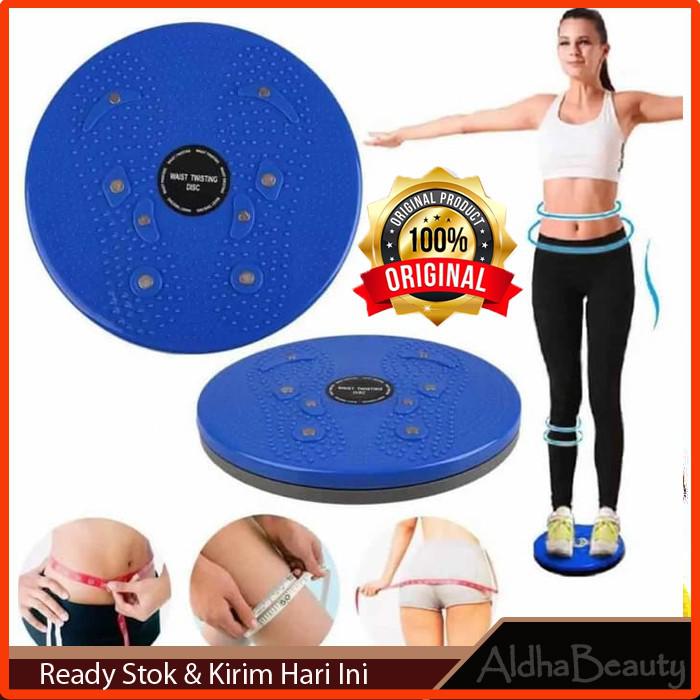 WAIST TWISTING
DISC
ORIGINAL PRODUCT
100%
ORIGINAL
WAIST TWISTING
DISC
Ready Stok & Kirim Hari Ini
AldhaBeauty